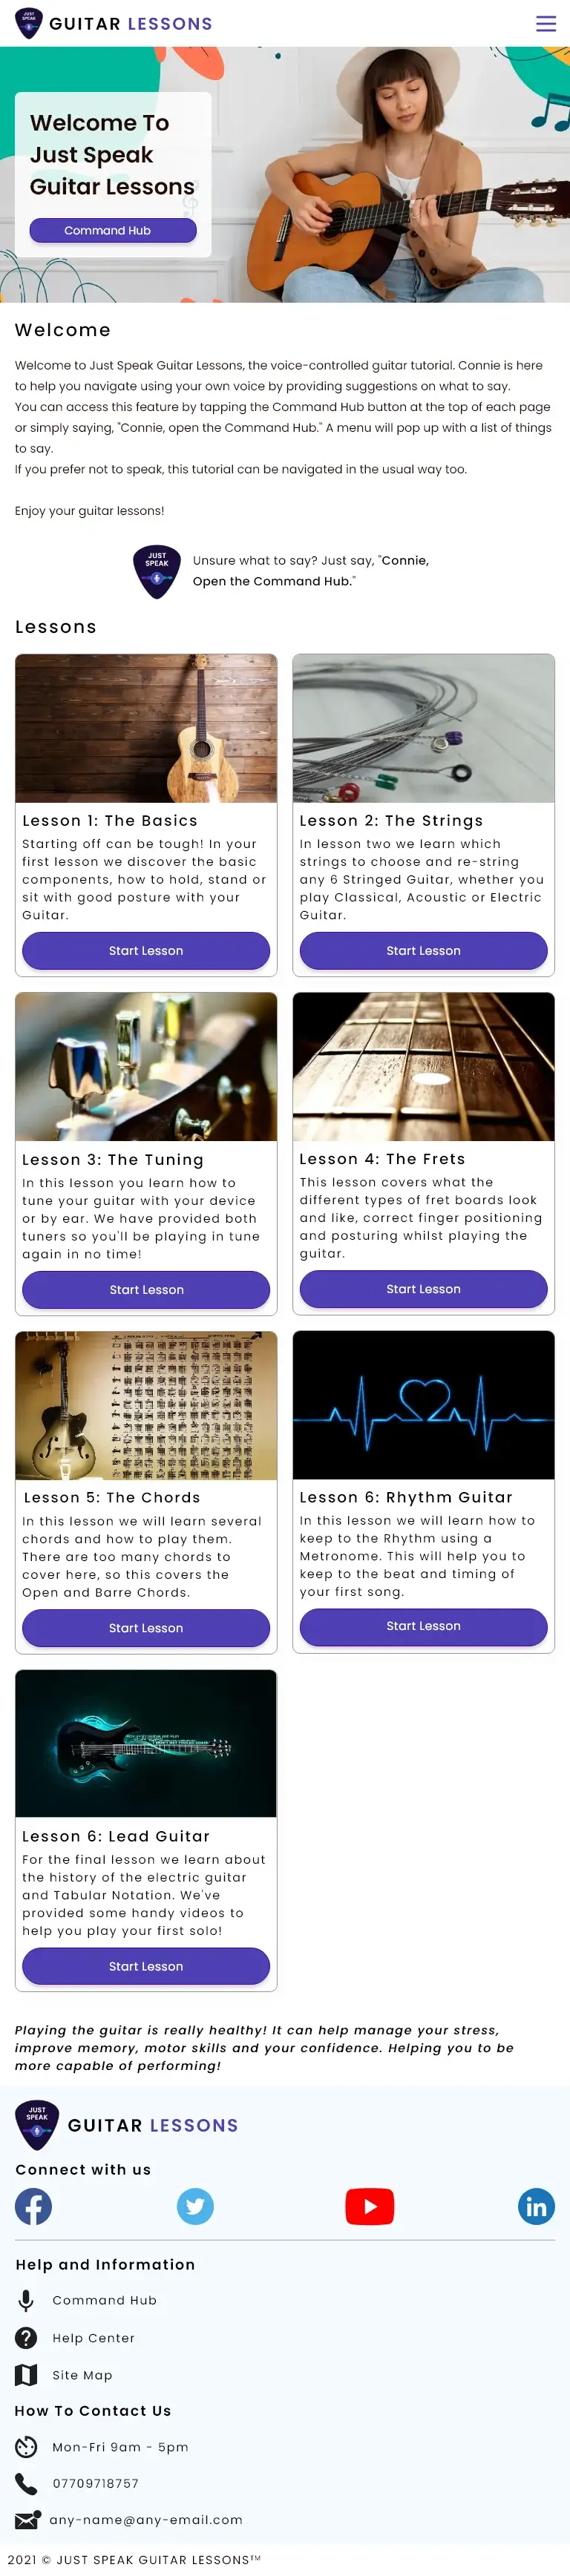 JUST
SPEAK
GUITAR LESSONS
Welcome To
Just Speak
Guitar Lessons
Command Hub
Welcome
Welcome to Just Speak Guitar Lessons, the voice-controlled guitar tutorial. Connie is here
to help you navigate using your own voice by providing suggestions on what to say.
You can access this feature by tapping the Command Hub button at the top of each page
or simply saying, "Connie, open the Command Hub." A menu will pop up with a list of things
to say.
If you prefer not to speak, this tutorial can be navigated in the usual way too.
Enjoy your guitar lessons!
JUST
SPEAK
Unsure what to say? Just say, "Connie,
Open the Command Hub."
Lessons
Lesson 1: The Basics
Starting off can be tough! In your
first lesson we discover the basic
components, how to hold, stand or
sit with good posture with your
Guitar.
Start Lesson
Lesson 2: The Strings
In lesson two we learn which
strings to choose and re-string
any 6 Stringed Guitar, whether you
play Classical, Acoustic or Electric
Guitar.
Start Lesson
Lesson 3: The Tuning
In this lesson you learn how to
tune your guitar with your device
or by ear. We have provided both
tuners so you'll be playing in tune
again in no time!
Start Lesson
Lesson 4: The Frets
This lesson covers what the
different types of fret boards look
and like, correct finger positioning
and posturing whilst playing the
guitar.
Start Lesson
Lesson 5: The Chords
In this lesson we will learn several
chords and how to play them.
There are too many chords to
cover here, so this covers the
Open and Barre Chords.
Start Lesson
Lesson 6: Rhythm Guitar
In this lesson we will learn how to
keep to the Rhythm using a
Metronome. This will help you to
keep to the beat and timing of
your first song.
Start Lesson
Lesson 6: Lead Guitar
For the final lesson we learn about
the history of the electric guitar
and Tabular Notation. We've
provided some handy videos to
help you play your first solo!
Start Lesson
Playing the guitar is really healthy! It can help manage your stress,
improve memory, motor skills and your confidence. Helping you to be
more capable of performing!
JUST
SPEAK
GUITAR LESSONS
Connect with us
Help and Information
Command Hub
Help Center
Site Map
How To Contact Us
Mon-Fri 9am - 5pm
07709718757
any-name@any-email.com
2021 © JUST SPEAK GUITAR LESSONS™